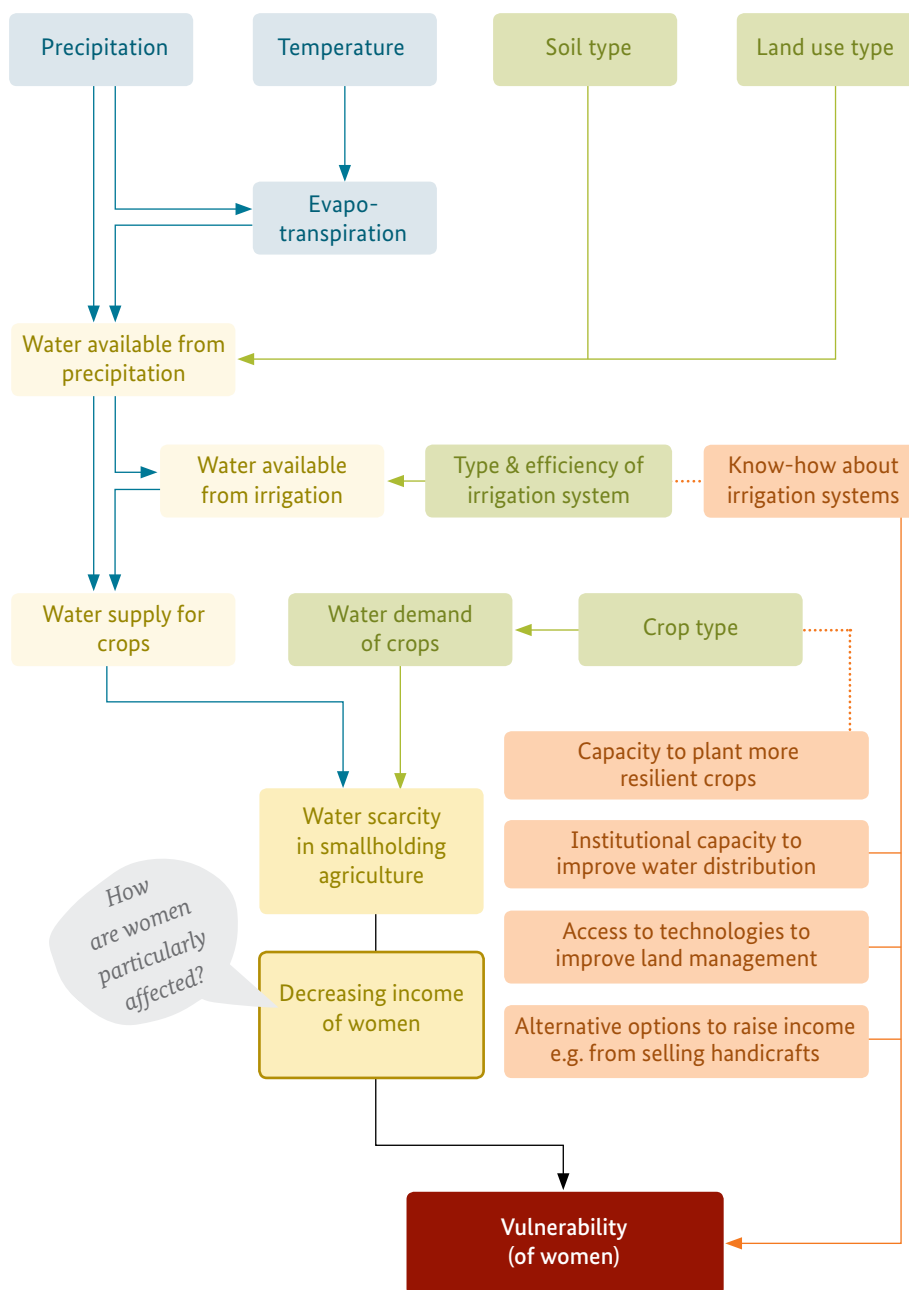 Precipitation
Temperature
Soil type
Land use type
Evapo-
transpiration
Water available from
precipitation
Water available
from irrigation
Type & efficiency of
irrigation system
Know-how about
irrigation systems
Water supply for
crops
Water demand
of crops
Crop type
Capacity to plant more
resilient crops
Water scarcity
in smallholding
agriculture
Institutional capacity to
improve water distribution
How
are women
particularly
affected?
Access to technologies to
improve land management
Decreasing income
of women
Alternative options to raise income
e.g. from selling handicrafts
Vulnerability
(of women)